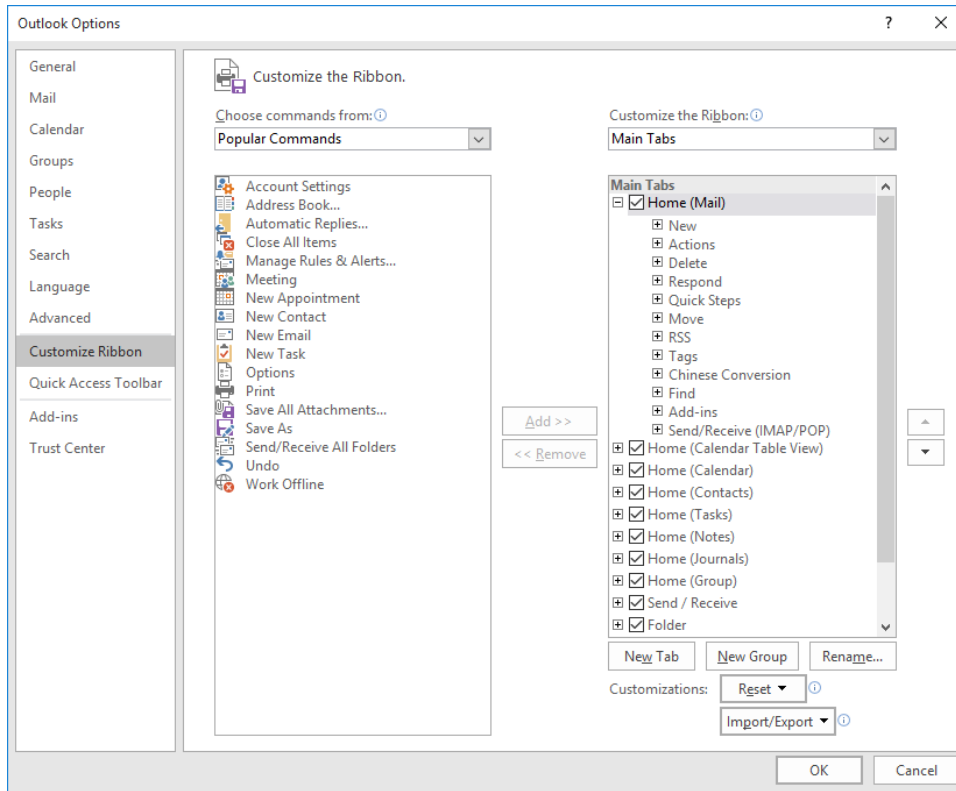 Outlook Options
?
General
Mail
Calendar
Groups
People
Tasks
Search
Language
Advanced
Customize Ribbon
Quick Access Toolbar
Add-ins
Trust Center
Customize the Ribbon.
Choose commands from:
Popular Commands
Account Settings
Address Book...
Automatic Replies...
Close All Items
Manage Rules & Alerts...
Meeting
New Appointment
New Contact
New Email
New Task
Options
Print
Save All Attachments...
Save As
Send/Receive All Folders
Undo
Work Offline
Add >>
<< Remove
Customize the Ribbon:
Main Tabs
Main Tabs
Home (Mail)
New
Actions
Delete
Respond
Quick Steps
Move
RSS
Tags
Chinese Conversion
Find
Add-ins
Send/Receive (IMAP/POP)
Home (Calendar Table View)
Home (Calendar)
Home (Contacts)
Home (Tasks)
Home (Notes)
Home (Journals)
Home (Group)
Send / Receive
Folder
New Tab
New Group
Rename...
Customizations:
Reset
Import/Export
OK
Cancel